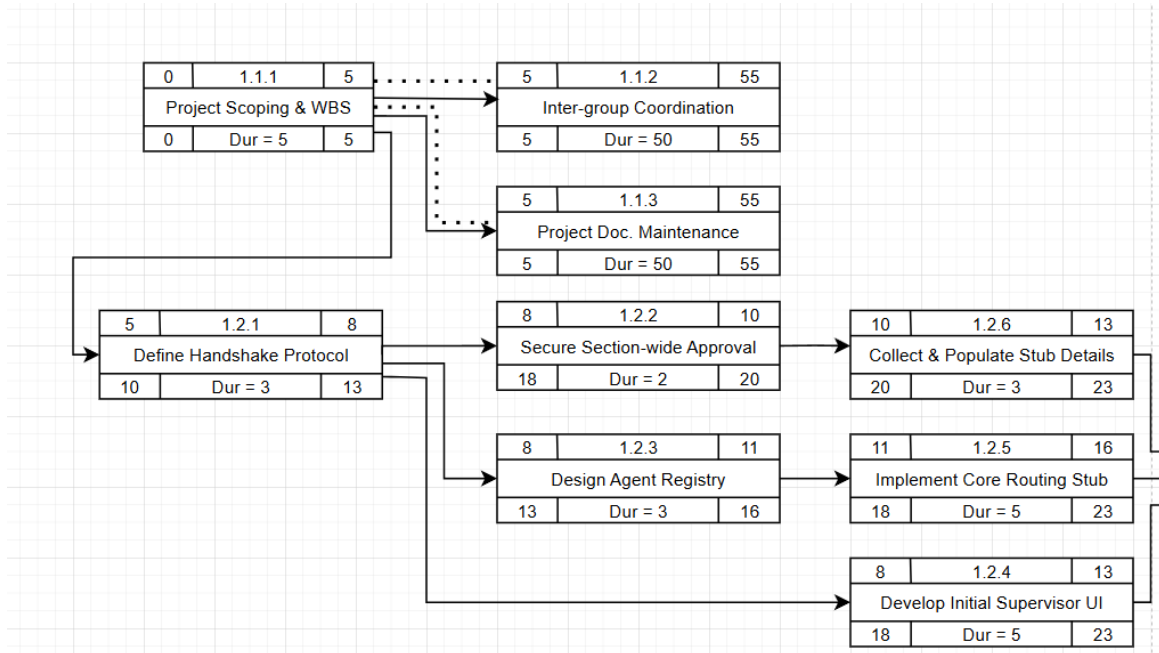 0 1.1.1 5
Project Scoping & WBS
0 Dur = 5 5
5 1.1.2 55
Inter-group Coordination
5 Dur = 50 55
5 1.1.3 55
Project Doc. Maintenance
5 Dur = 50 55
5 1.2.1 8
Define Handshake Protocol
10 Dur = 3 13
8 1.2.2 10
Secure Section-wide Approval
18 Dur = 2 20
10 1.2.6 13
Collect & Populate Stub Details
20 Dur = 3 23
8 1.2.3 11
Design Agent Registry
13 Dur = 3 16
11 1.2.5 16
Implement Core Routing Stub
18 Dur = 5 23
8 1.2.4 13
Develop Initial Supervisor UI
18 Dur = 5 23